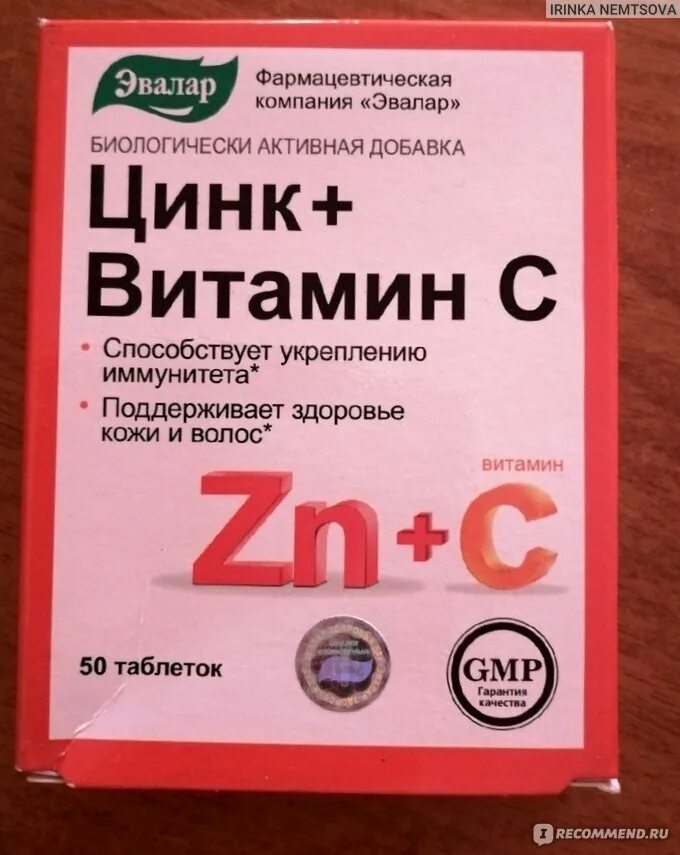 IRINKA NEMTSOVA
Эвалар
Фармацевтическая
компания «Эвалар»
БИОЛОГИЧЕСКИ АКТИВНАЯ ДОБАВКА
Цинк+
Витамин С
• Способствует укреплению
иммунитета*
• Поддерживает здоровье
кожи и волос*
витамин
Zn+C
50 таблеток
GMP
Гарантия
качества
IRECOMMEND.RU